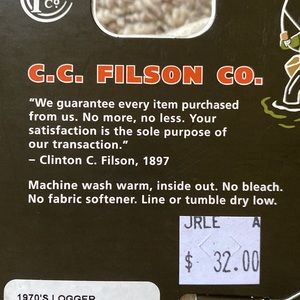 Co
C.C. FILSON CO.
“We guarantee every item purchased
from us. No more, no less. Your
satisfaction is the sole purpose of
our transaction.”
– Clinton C. Filson, 1897
Machine wash warm, inside out. No bleach.
No fabric softener. Line or tumble dry low.
JRLE A
$ 32.00
1970'S LOGGER